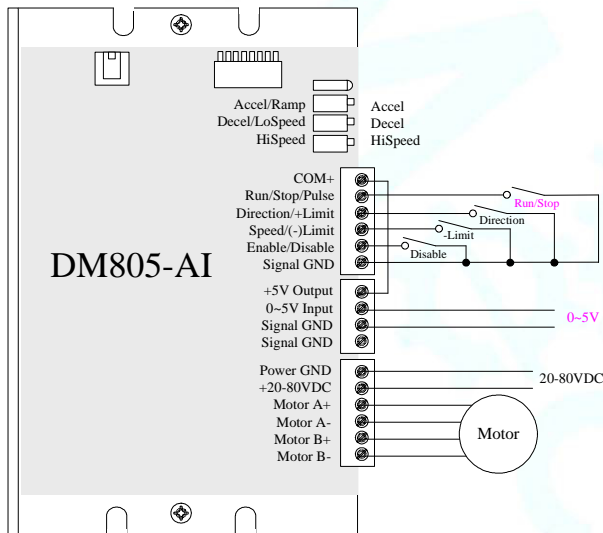 Accel/Ramp Accel
Decel/LoSpeed Decel
HiSpeed HiSpeed
COM+
Run/Stop/Pulse Run/Stop
Direction/+Limit Direction
Speed/(-)Limit -Limit
Enable/Disable Disable
Signal GND
DM805-AI
+5V Output
0~5V Input 0~5V
Signal GND
Signal GND
Power GND 20-80VDC
+20-80VDC
Motor A+
Motor A-
Motor B+ Motor
Motor B-